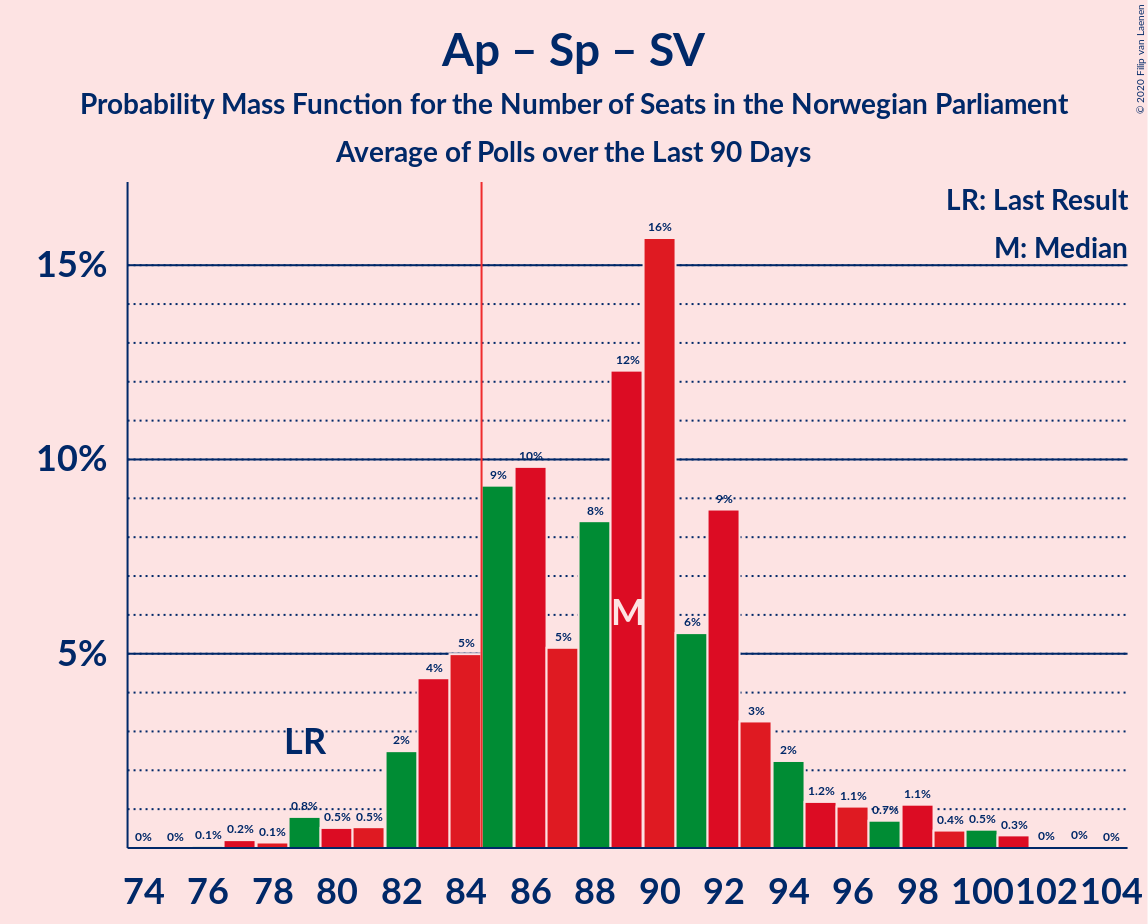 Ap – Sp – SV
Probability Mass Function for the Number of Seats in the Norwegian Parliament
Average of Polls over the Last 90 Days
© 2020 Filip van Laenen
LR: Last Result
M: Median
15%
10%
5%
0% 0% 0.1% 0.2% 0.1% 0.8% 0.5% 0.5% 2% 4% 5% 9% 10% 5% 8% 12% 16% 6% 9% 3% 2% 1.2% 1.1% 0.7% 1.1% 0.4% 0.5% 0.3% 0% 0% 0%
LR
M
74 76 78 80 82 84 86 88 90 92 94 96 98 100 102 104